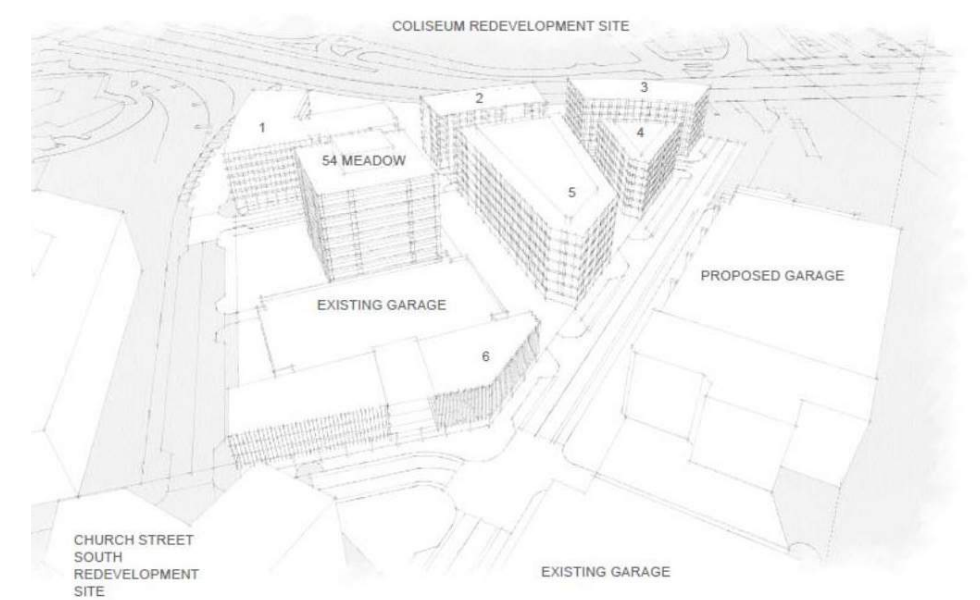 COLISEUM REDEVELOPMENT SITE
1
2
3
4
54 MEADOW
5
PROPOSED GARAGE
EXISTING GARAGE
6
CHURCH STREET
SOUTH
REDEVELOPMENT
SITE
EXISTING GARAGE